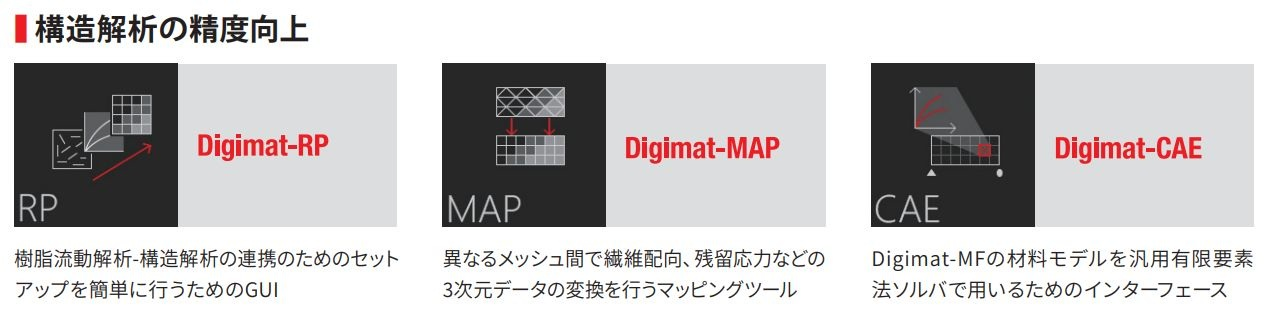 構造解析の精度向上
RP
Digimat-RP
樹脂流動解析-構造解析の連携のためのセット
アップを簡単に行うためのGUI
MAP
Digimat-MAP
異なるメッシュ間で繊維配向、残留応力などの
3次元データの変換を行うマッピングツール
CAE
Digimat-CAE
Digimat-MFの材料モデルを汎用有限要素
法ソルバで用いるためのインターフェース